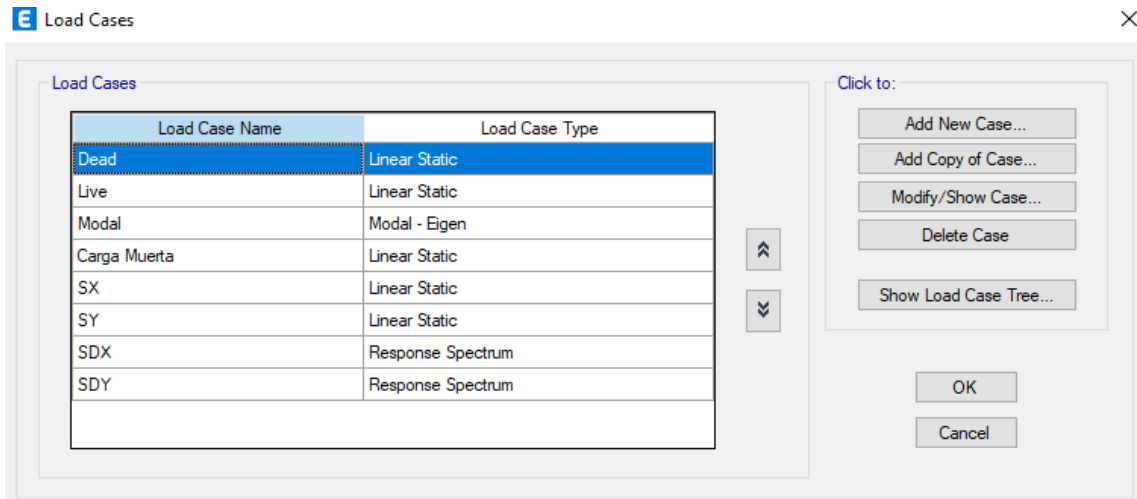 E Load Cases
Load Cases
Load Case Name Load Case Type
Dead Linear Static
Live Linear Static
Modal Modal - Eigen
Carga Muerta Linear Static
SX Linear Static
SY Linear Static
SDX Response Spectrum
SDY Response Spectrum
Click to:
Add New Case...
Add Copy of Case...
Modify/Show Case...
Delete Case
Show Load Case Tree...
OK
Cancel